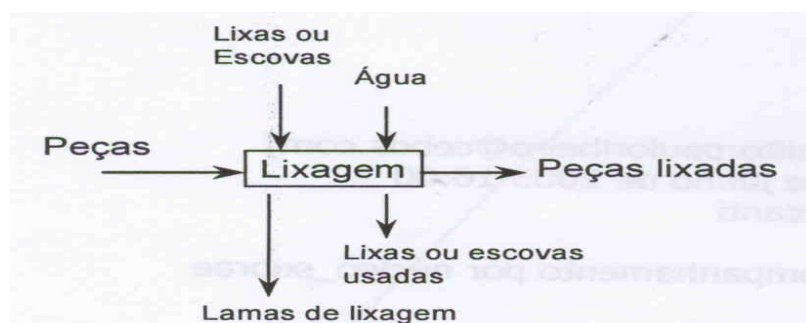 Lixas ou
Escovas
Água
Peças
Lixagem
Peças lixadas
Lixas ou escovas
usadas
Lamas de lixagem